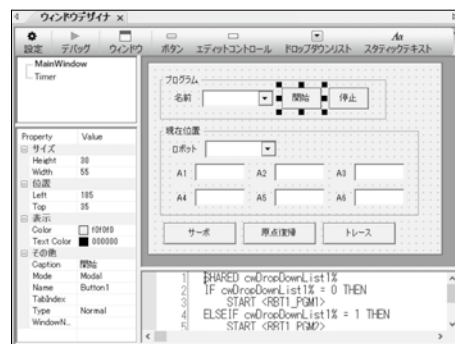 ウィンドウデザイナ ×
設定 デバッグ ウィンドウ ボタン エディットコントロール ドロップダウンリスト スタティックテキスト
MainWindow
Timer
プログラム
名前 開始 停止
現在位置
ロボット
A1 A2 A3
A4 A5 A6
サーボ 原点復帰 トレース
Property Value
サイズ
Height 30
Width 55
位置
Left 185
Top 35
表示
Color f0f0f0
Text Color 000000
その他
Caption 開始
Mode Modal
Name Button1
TabIndex
Type Normal
WindowN...
1 SHARED cwDropDownList1%
2 IF cwDropDownList1% = 0 THEN
3 START <RBT1_PGM1>
4 ELSEIF cwDropDownList1% = 1 THEN
5 START <RBT1_PGM2>